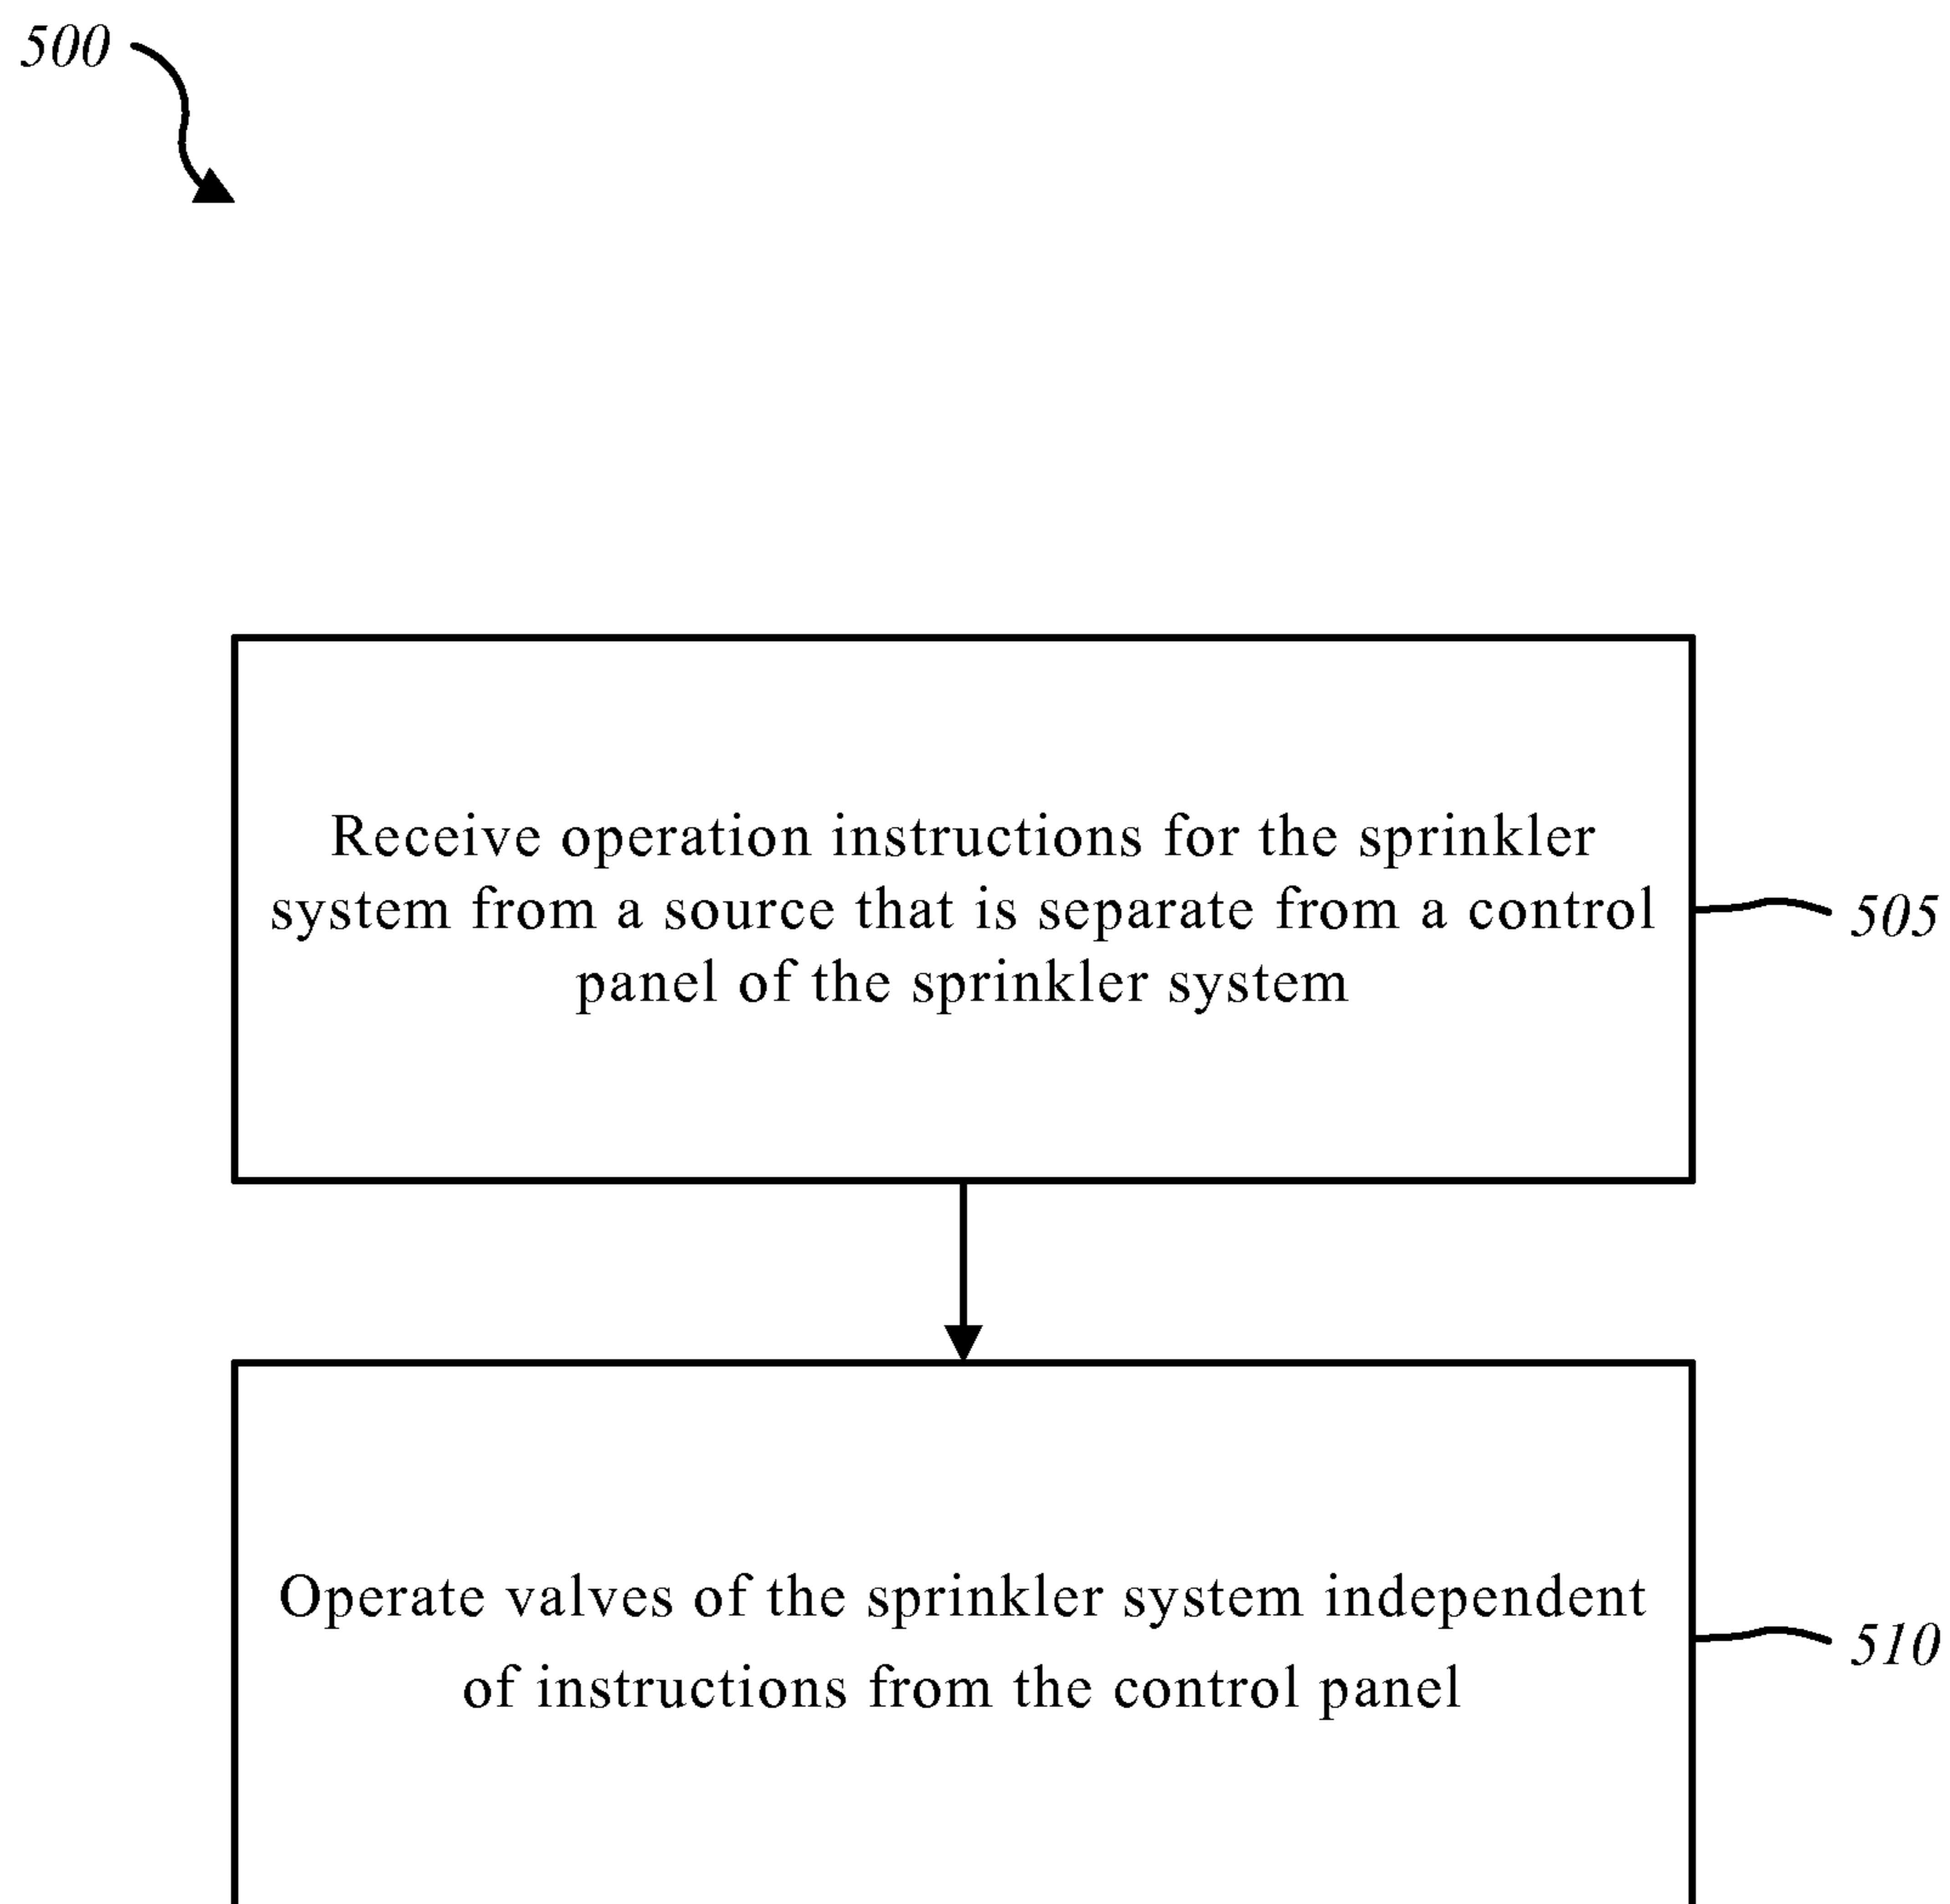 500
Receive operation instructions for the sprinkler
system from a source that is separate from a control
panel of the sprinkler system
505
Operate valves of the sprinkler system independent
of instructions from the control panel
510